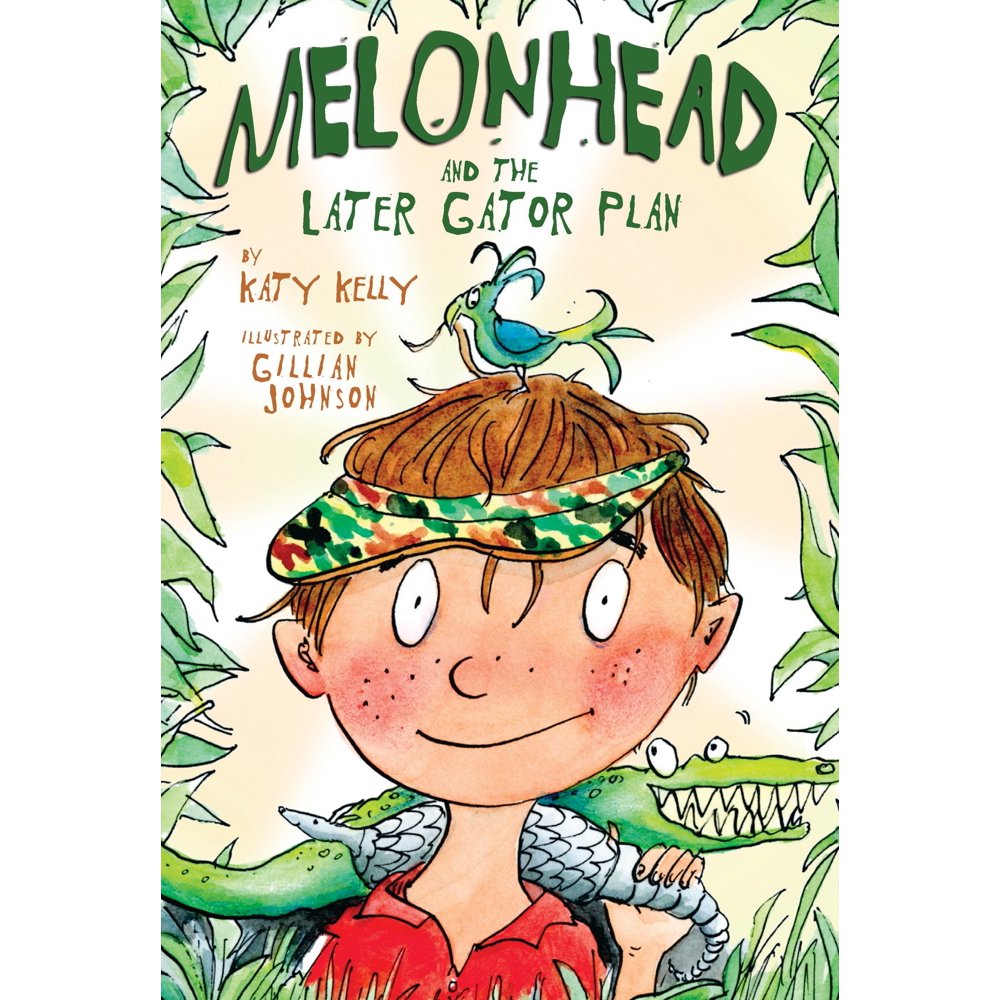 MELONHEAD
AND THE
LATER GATOR PLAN
BY
KATY KELLY
ILLUSTRATED BY
GILLIAN
JOHNSON